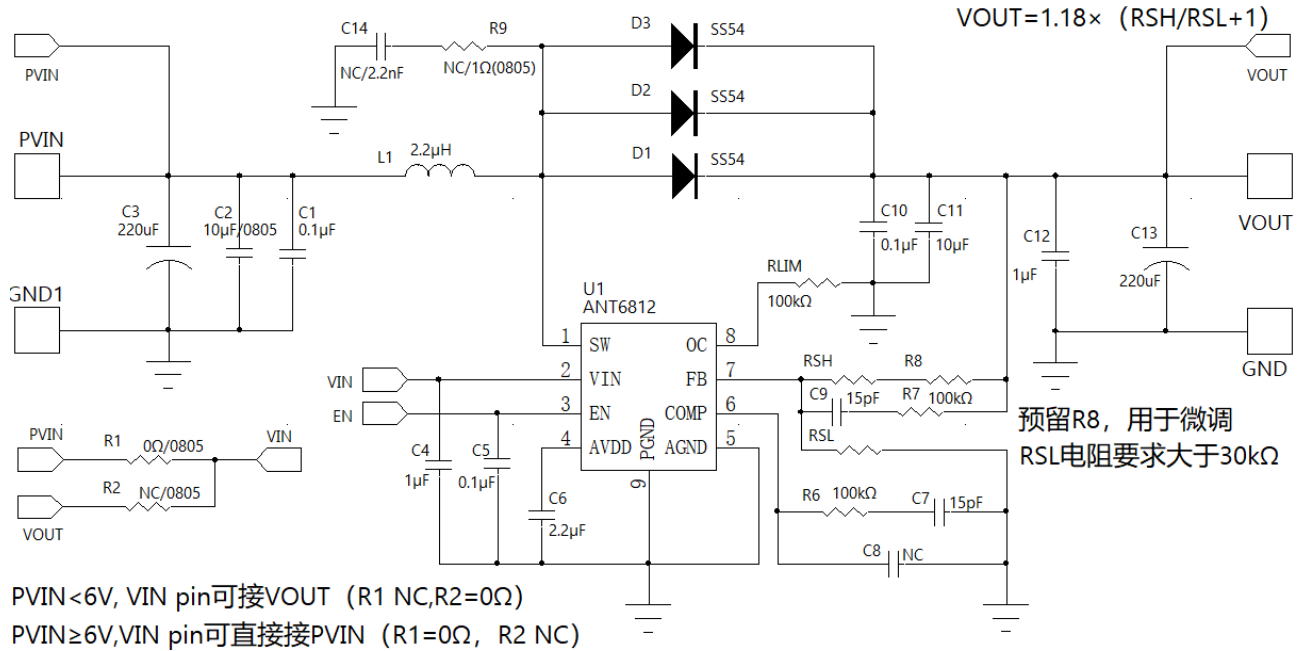 VOUT=1.18×（RSH/RSL+1）
D3 SS54
C14 R9
PVIN
NC/2.2nF NC/1Ω(0805)
VOUT
D2 SS54
PVIN
L1 2.2μH
D1 SS54
C3 C2 C1
220uF 10μF/0805 0.1μF
C10 C11
0.1μF 10μF
VOUT
C12 C13
1μF 220uF
RLIM
100kΩ
GND1
U1
ANT6812
1 SW OC 8
2 VIN FB 7
3 EN COMP 6
4 AVDD AGND 5
PGND
9
GND
VIN
EN
RSH R8
C9 15pF R7 100kΩ
RSL
预留R8，用于微调
RSL电阻要求大于30kΩ
PVIN R1 0Ω/0805 VIN
R2 NC/0805
VOUT
C4 C5
1μF 0.1μF
C6
2.2μF
R6 100kΩ C7 15pF
C8 NC
PVIN<6V, VIN pin可接VOUT（R1 NC,R2=0Ω）
PVIN≥6V,VIN pin可直接接PVIN（R1=0Ω，R2 NC）